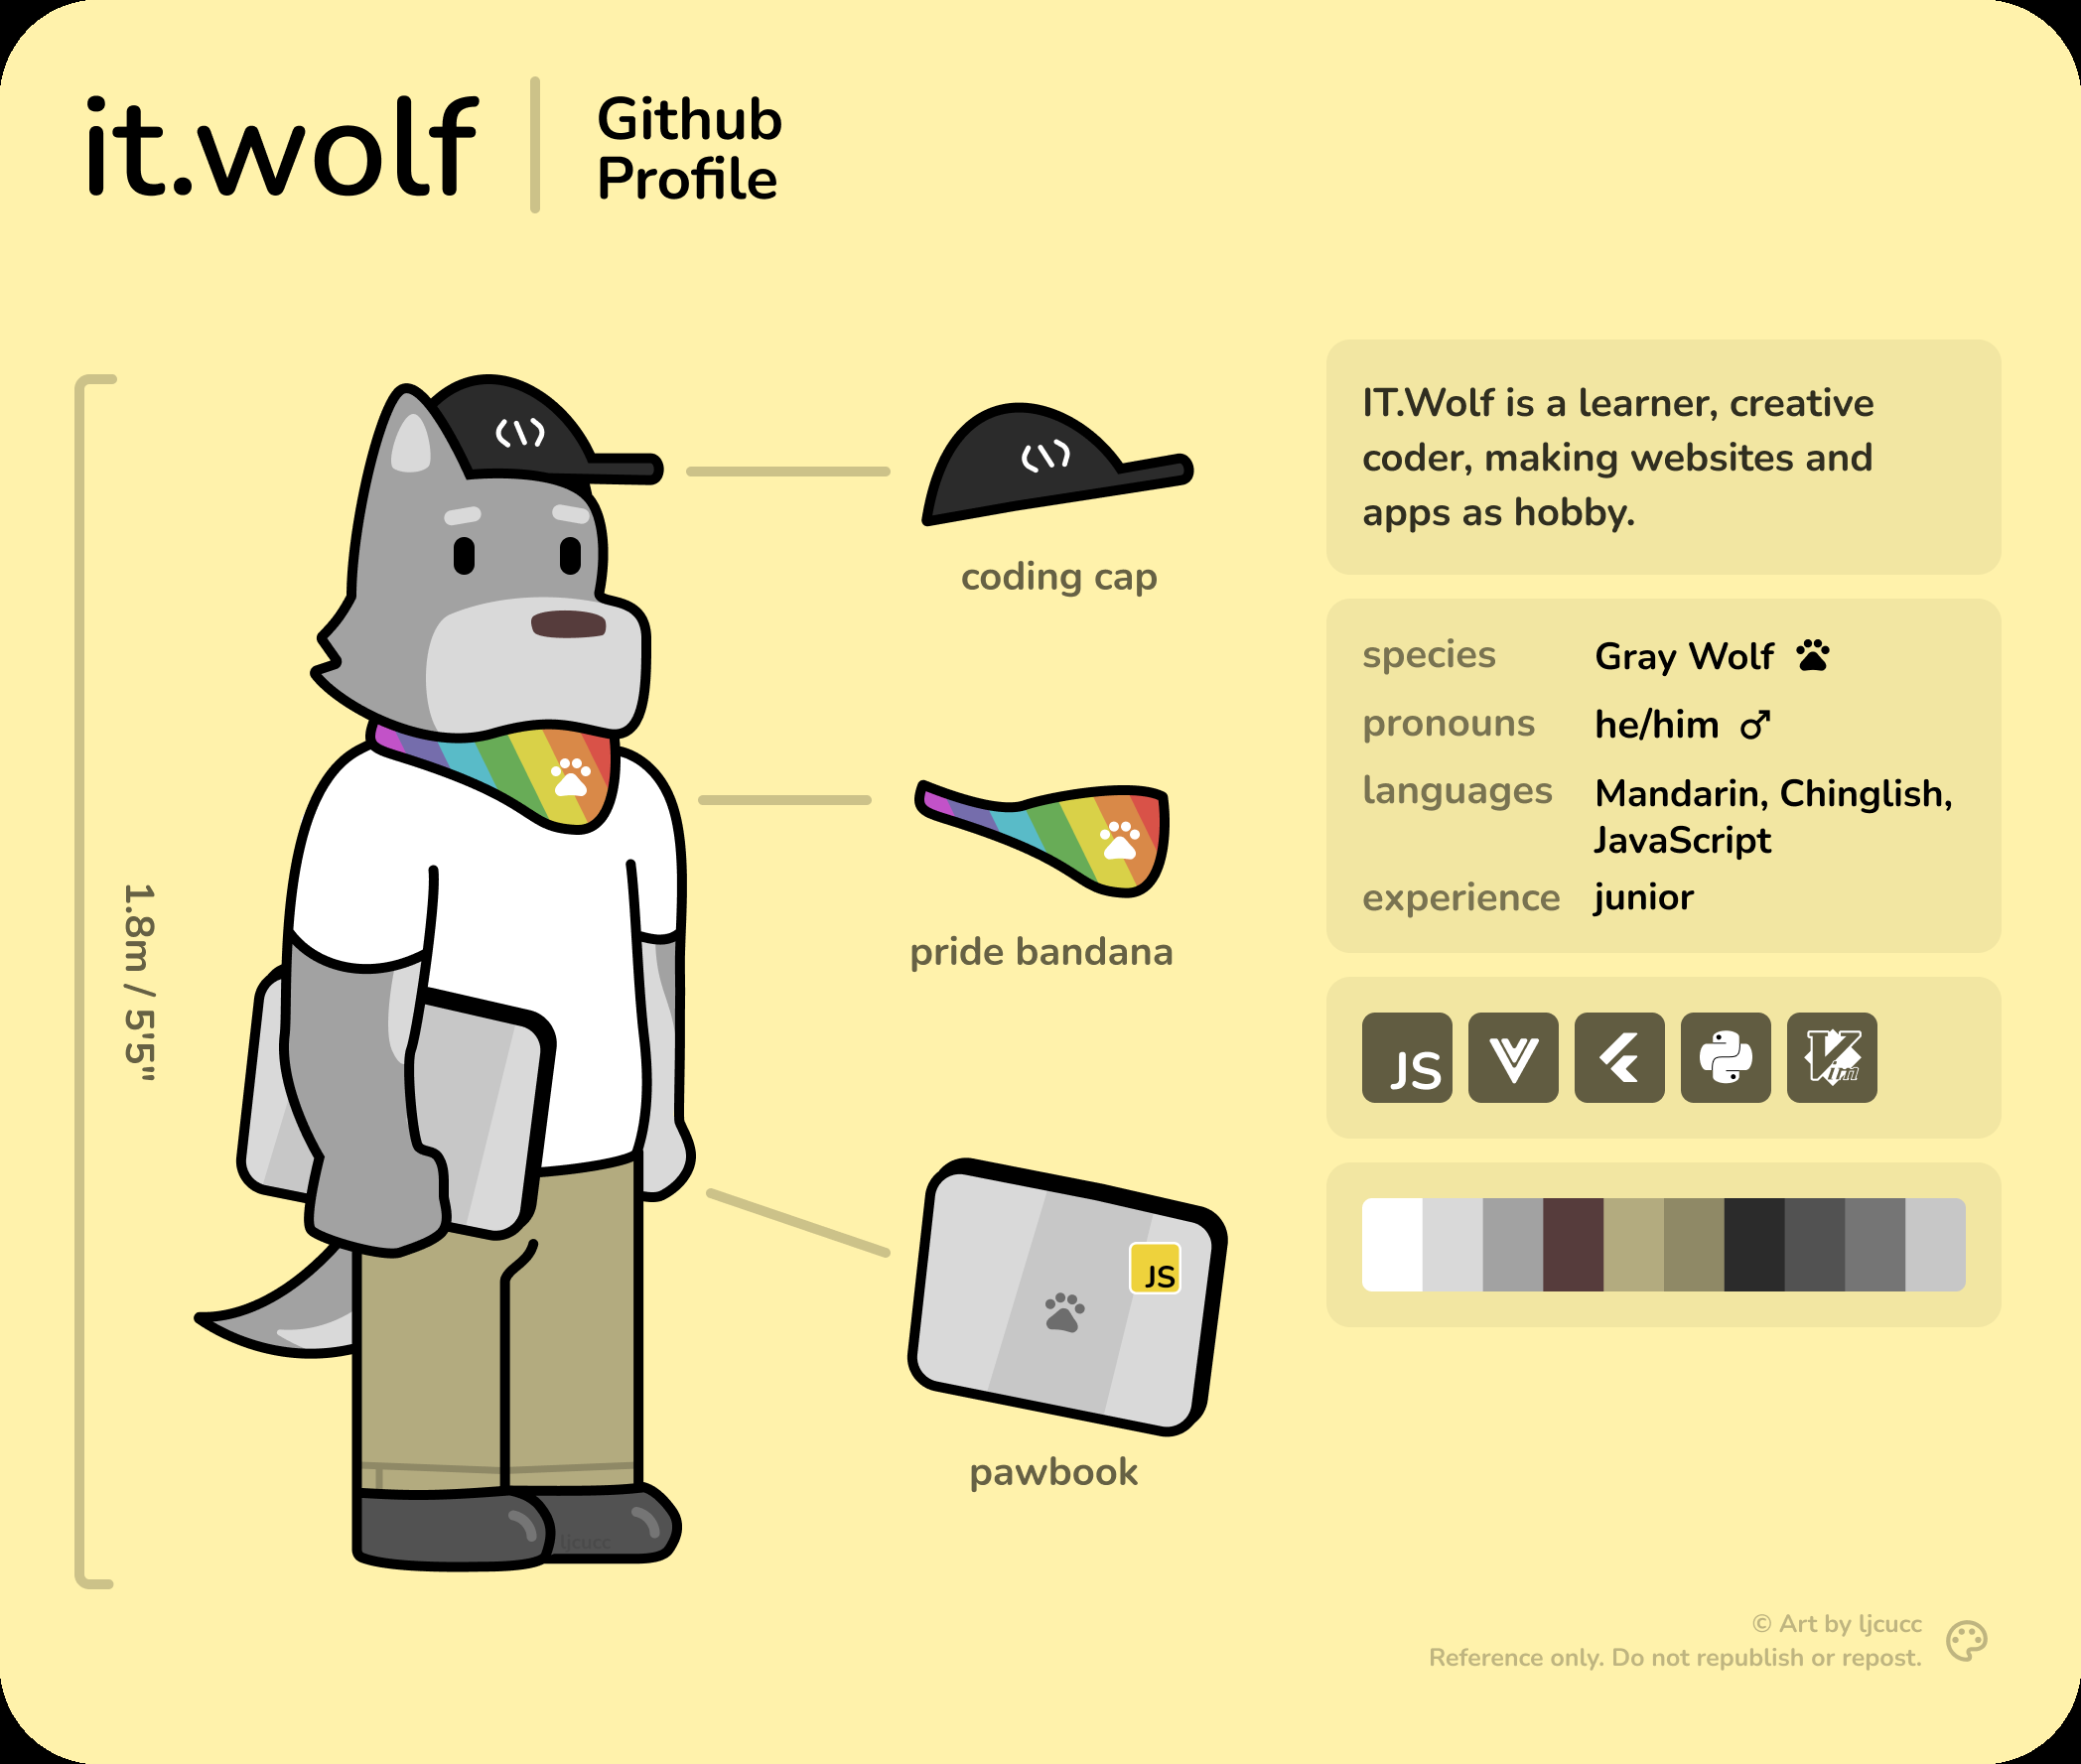 it.wolf
Github
Profile
1.8m / 5'5"
coding cap
pride bandana
JS
pawbook
IT.Wolf is a learner, creative
coder, making websites and
apps as hobby.
species Gray Wolf
pronouns he/him
languages Mandarin, Chinglish,
JavaScript
experience junior
JS
Vim
ljcucc
© Art by ljcucc
Reference only. Do not republish or repost.